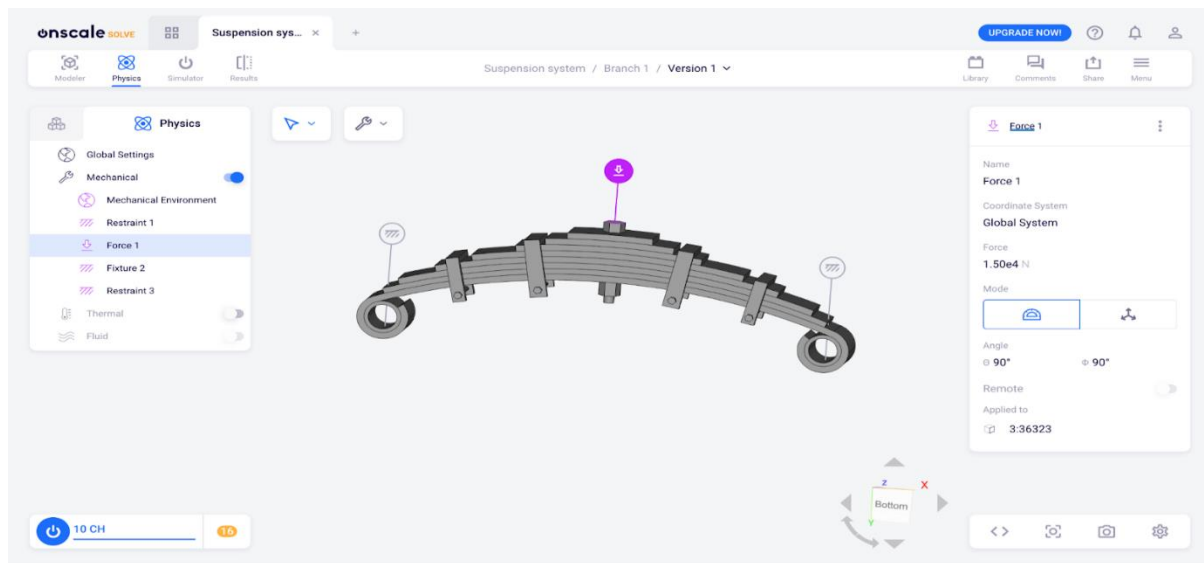 onscale SOLVE
Suspension sys... ×
+
UPGRADE NOW!
Modeler
Physics
Simulator
Results
Suspension system / Branch 1 / Version 1
Library
Comments
Share
Menu
Physics
Global Settings
Mechanical
Mechanical Environment
Restraint 1
Force 1
Fixture 2
Restraint 3
Thermal
Fluid
Force 1
Name
Force 1
Coordinate System
Global System
Force
1.50e4 N
Mode
Angle
Θ 90° Φ 90°
Remote
Applied to
3:36323
Z
X
Bottom
Y
10 CH
16